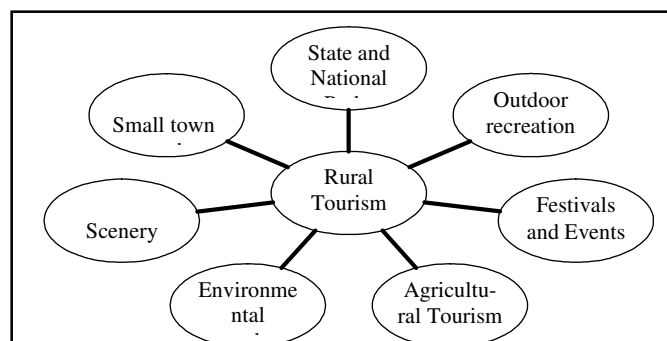 State and
National
Small town
Outdoor
recreation
Rural
Tourism
Scenery
Festivals
and Events
Environme
ntal
Agricultu-
ral Tourism